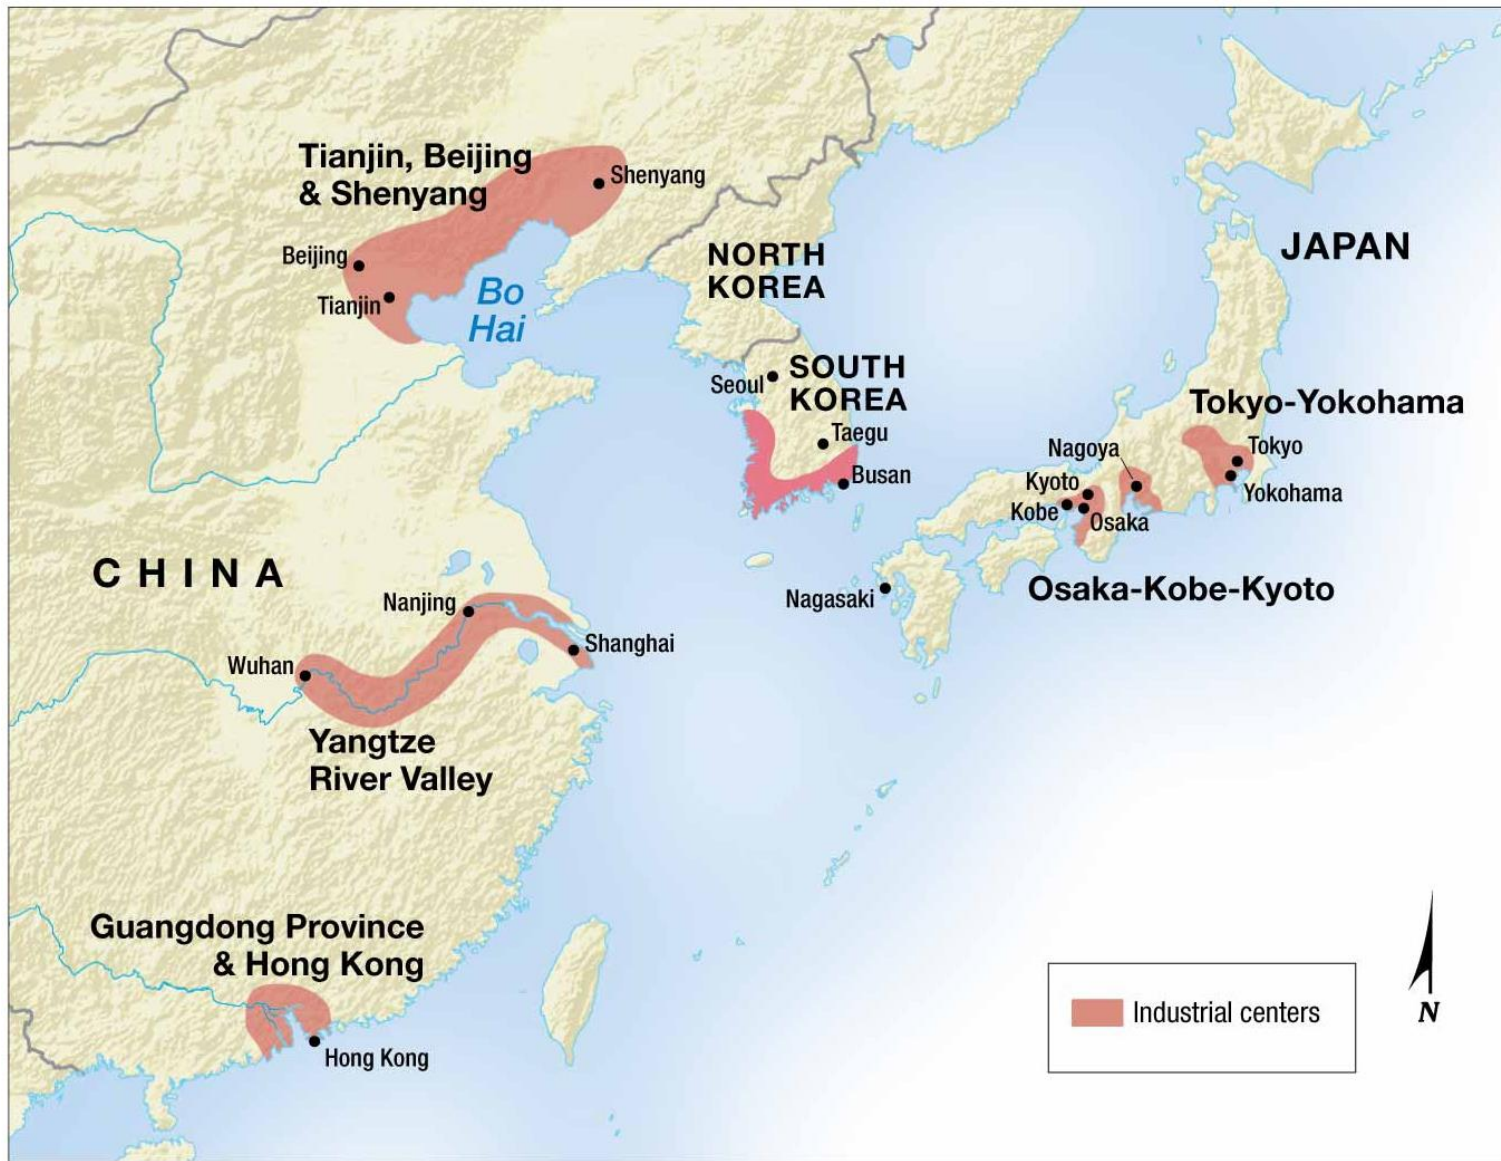 Tianjin, Beijing
& Shenyang
Shenyang
Beijing
Tianjin
Bo
Hai
NORTH
KOREA
JAPAN
SOUTH
KOREA
Seoul
Taegu
Busan
Tokyo-Yokohama
Nagoya
Tokyo
Kyoto
Yokohama
Kobe
Osaka
CHINA
Nagasaki
Osaka-Kobe-Kyoto
Nanjing
Shanghai
Wuhan
Yangtze
River Valley
Guangdong Province
& Hong Kong
Hong Kong
Industrial centers
N